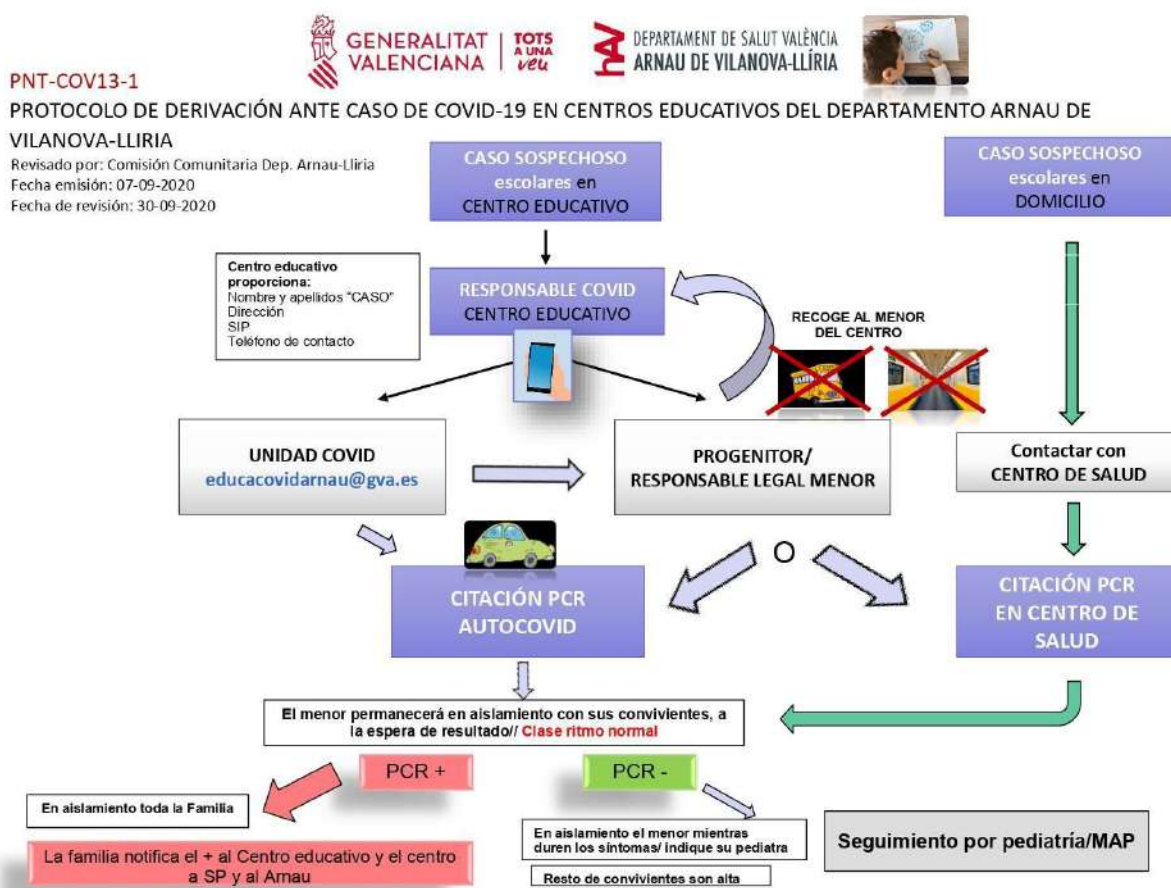 GENERALITAT
VALENCIANA
TOTS
A UNA
veu
hav
DEPARTAMENT DE SALUT VALÈNCIA
ARNAU DE VILANOVA-LLÍRIA
PNT-COV13-1
PROTOCOLO DE DERIVACIÓN ANTE CASO DE COVID-19 EN CENTROS EDUCATIVOS DEL DEPARTAMENTO ARNAU DE
VILANOVA-LLIRIA
Revisado por: Comisión Comunitaria Dep. Arnau-Lliria
Fecha emisión: 07-09-2020
Fecha de revisión: 30-09-2020
CASO SOSPECHOSO
escolares en
CENTRO EDUCATIVO
CASO SOSPECHOSO
escolares en
DOMICILIO
Centro educativo
proporciona:
Nombre y apellidos "CASO"
Dirección
SIP
Teléfono de contacto
RESPONSABLE COVID
CENTRO EDUCATIVO
RECOGE AL MENOR
DEL CENTRO
UNIDAD COVID
educacovidarnau@gva.es
PROGENITOR/
RESPONSABLE LEGAL MENOR
Contactar con
CENTRO DE SALUD
O
CITACIÓN PCR
AUTOCOVID
CITACIÓN PCR
EN CENTRO DE
SALUD
El menor permanecerá en aislamiento con sus convivientes, a
la espera de resultado// Clase ritmo normal
PCR +
PCR -
En aislamiento toda la Familia
La familia notifica el + al Centro educativo y el centro
a SP y al Arnau
En aislamiento el menor mientras
duren los síntomas/ indique su pediatra
Resto de convivientes son alta
Seguimiento por pediatría/MAP